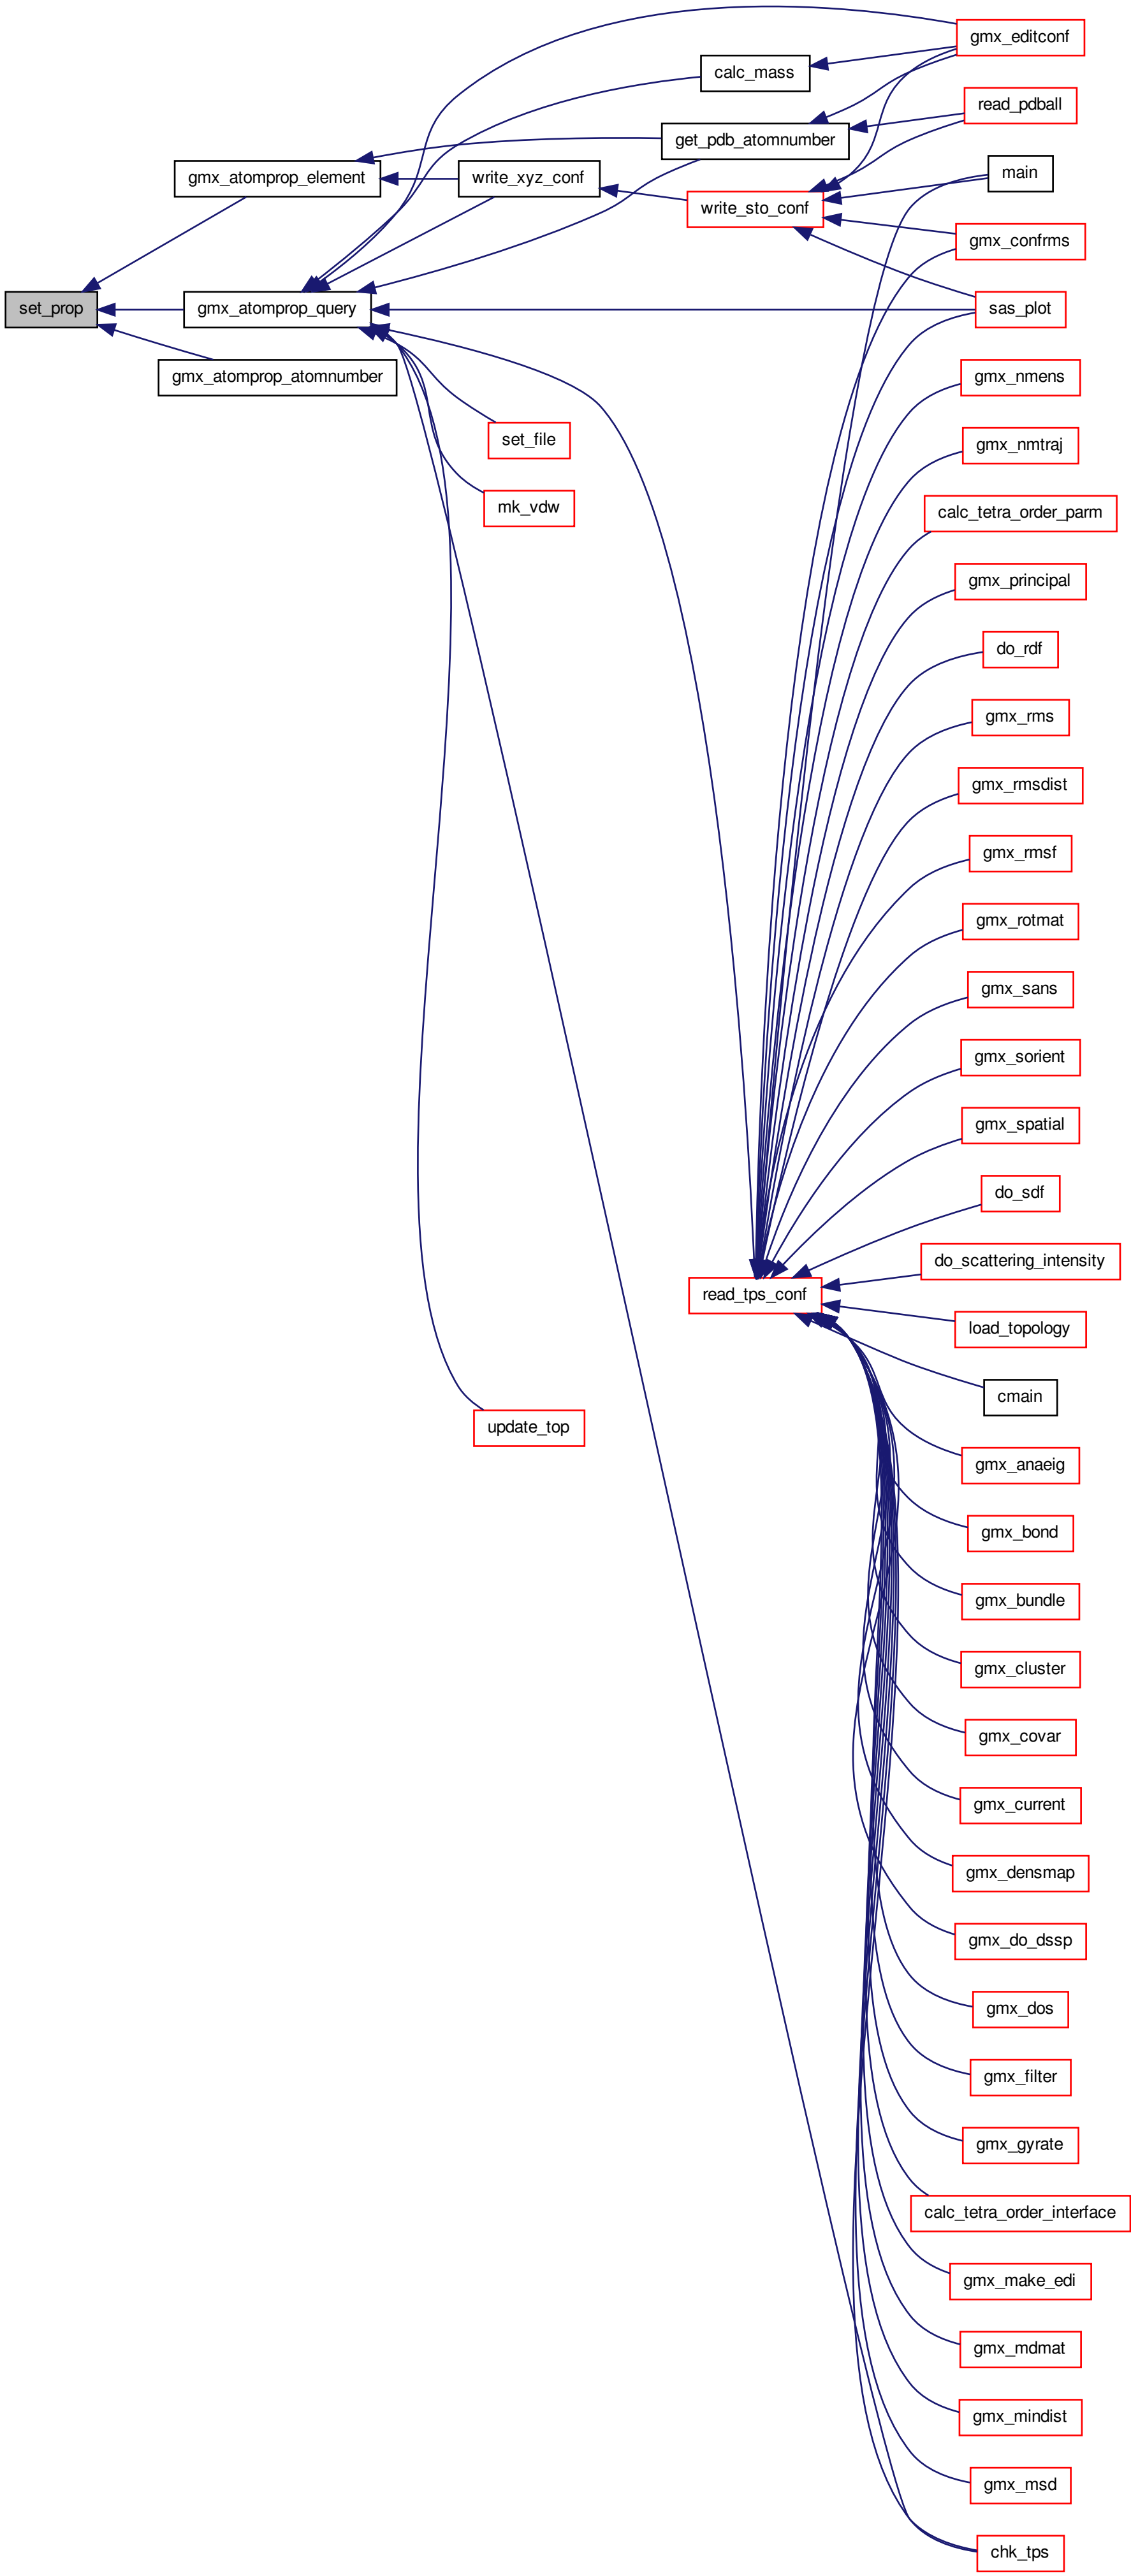 gmx_editconf
calc_mass
read_pdball
get_pdb_atomnumber
main
gmx_atomprop_element
write_xyz_conf
write_sto_conf
gmx_confrms
set_prop
gmx_atomprop_query
sas_plot
gmx_atomprop_atomnumber
gmx_nmens
set_file
gmx_nmtraj
mk_vdw
calc_tetra_order_parm
gmx_principal
do_rdf
gmx_rms
gmx_rmsdist
gmx_rmsf
gmx_rotmat
gmx_sans
gmx_sorient
gmx_spatial
do_sdf
do_scattering_intensity
read_tps_conf
load_topology
cmain
update_top
gmx_anaeig
gmx_bond
gmx_bundle
gmx_cluster
gmx_covar
gmx_current
gmx_densmap
gmx_do_dssp
gmx_dos
gmx_filter
gmx_gyrate
calc_tetra_order_interface
gmx_make_edi
gmx_mdmat
gmx_mindist
gmx_msd
chk_tps